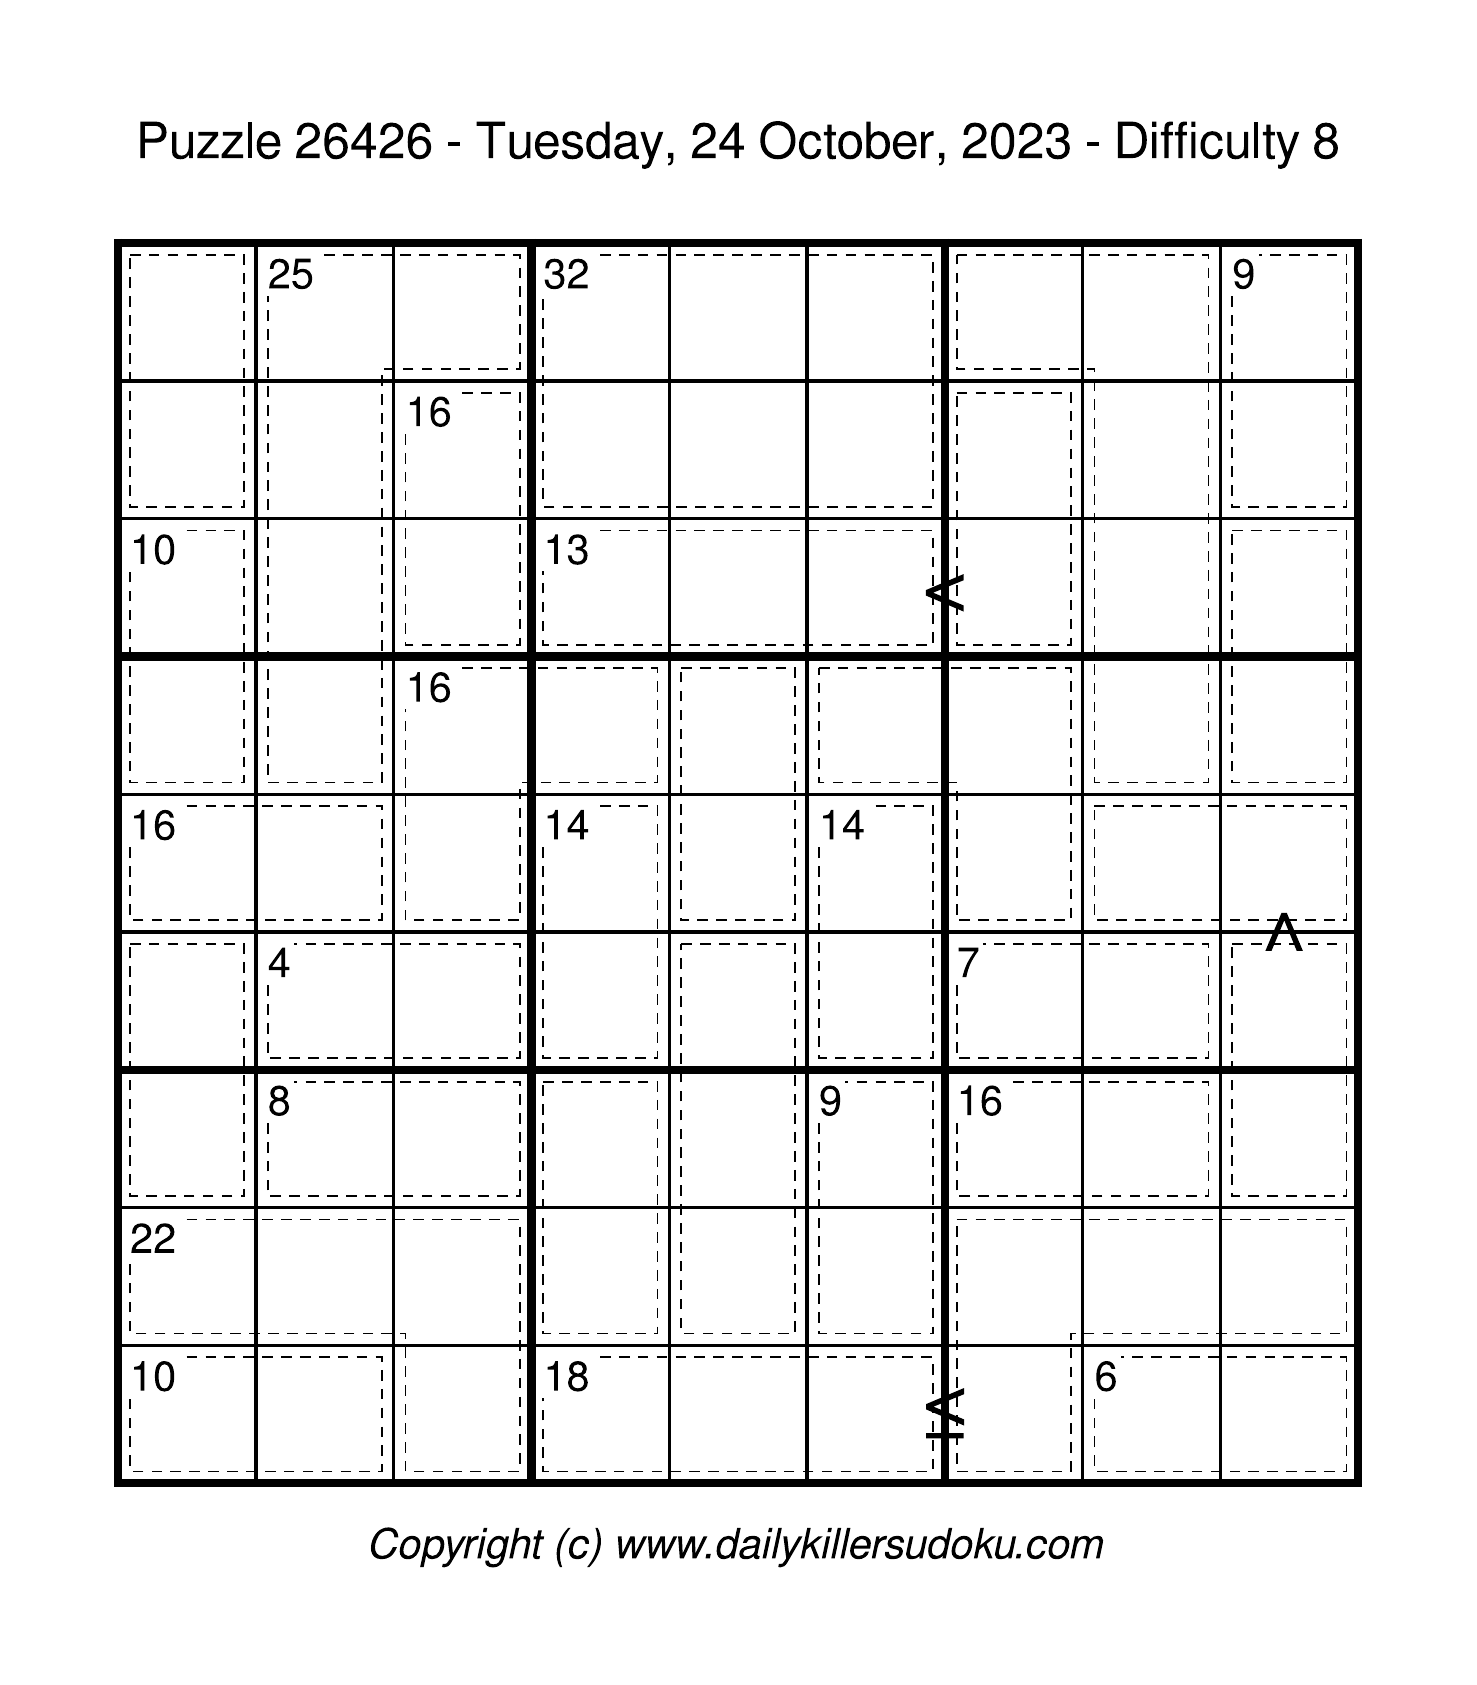 Puzzle 26426 - Tuesday, 24 October, 2023 - Difficulty 8
25 32 9
16
10 13
<
16
16 14 14
<
4 7
8 9 16
22
10 18 6
≤
Copyright (c) www.dailykillersudoku.com